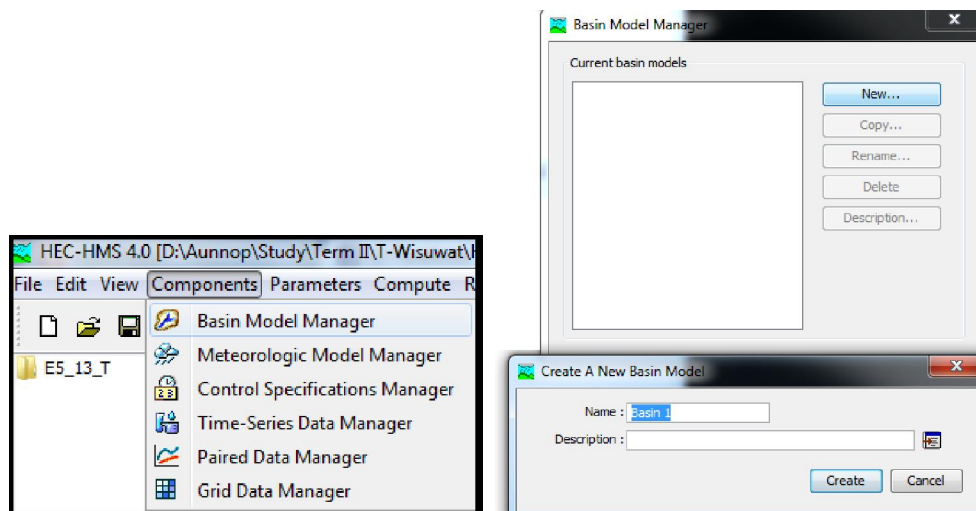 HEC-HMS 4.0 [D:\Aunnop\Study\Term II\T-Wisuwat\
File Edit View Components Parameters Compute R
E5_13_T
Basin Model Manager
Meteorologic Model Manager
Control Specifications Manager
Time-Series Data Manager
Paired Data Manager
Grid Data Manager
Basin Model Manager
Current basin models
New...
Copy...
Rename...
Delete
Description...
Create A New Basin Model
Name : Basin 1
Description :
Create Cancel